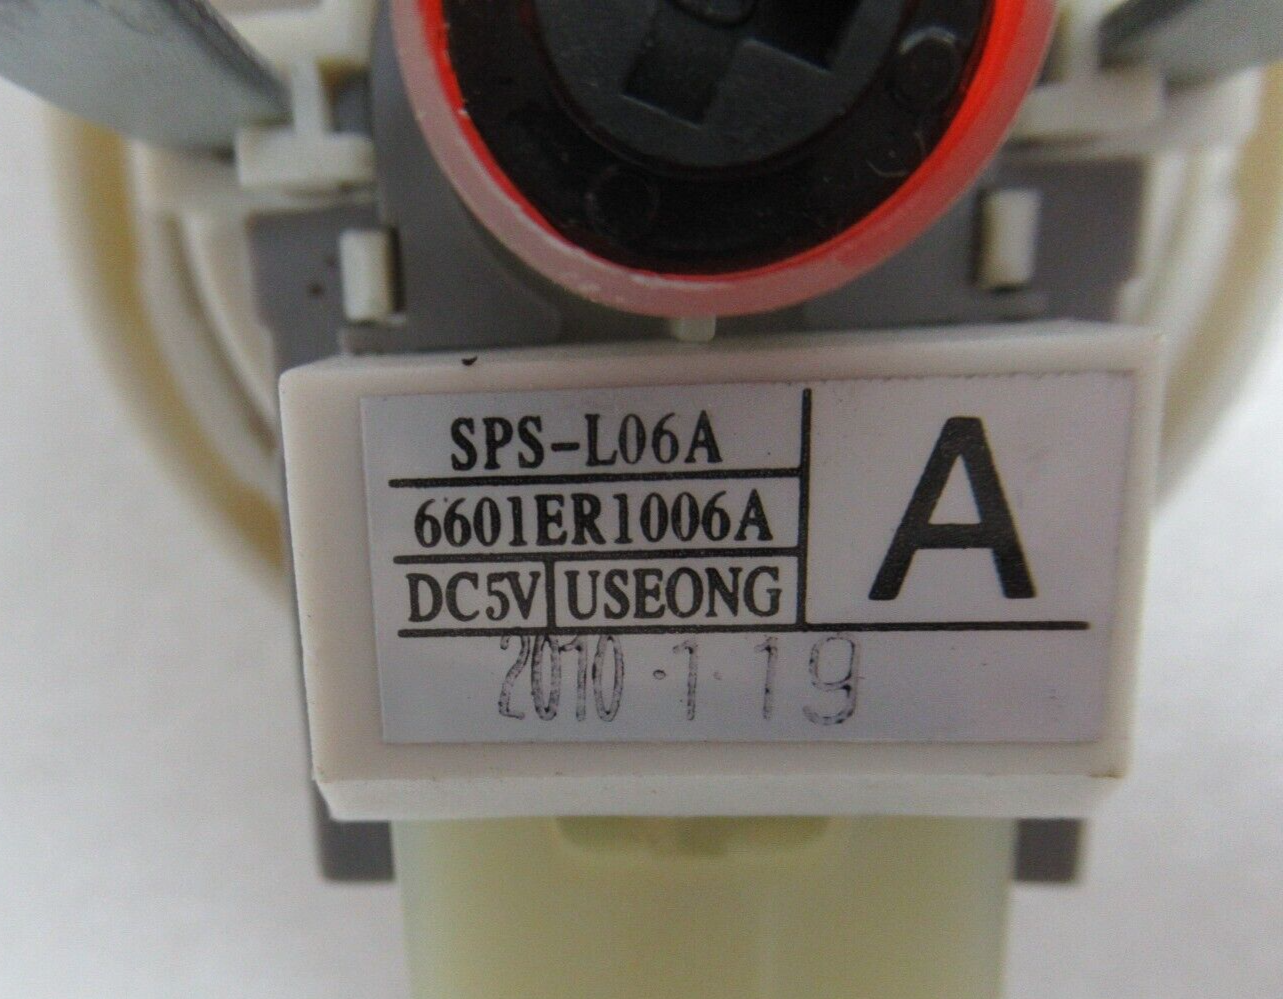 SPS-L06A
A
6601ER1006A
DC5V USEONG
2010.1.19